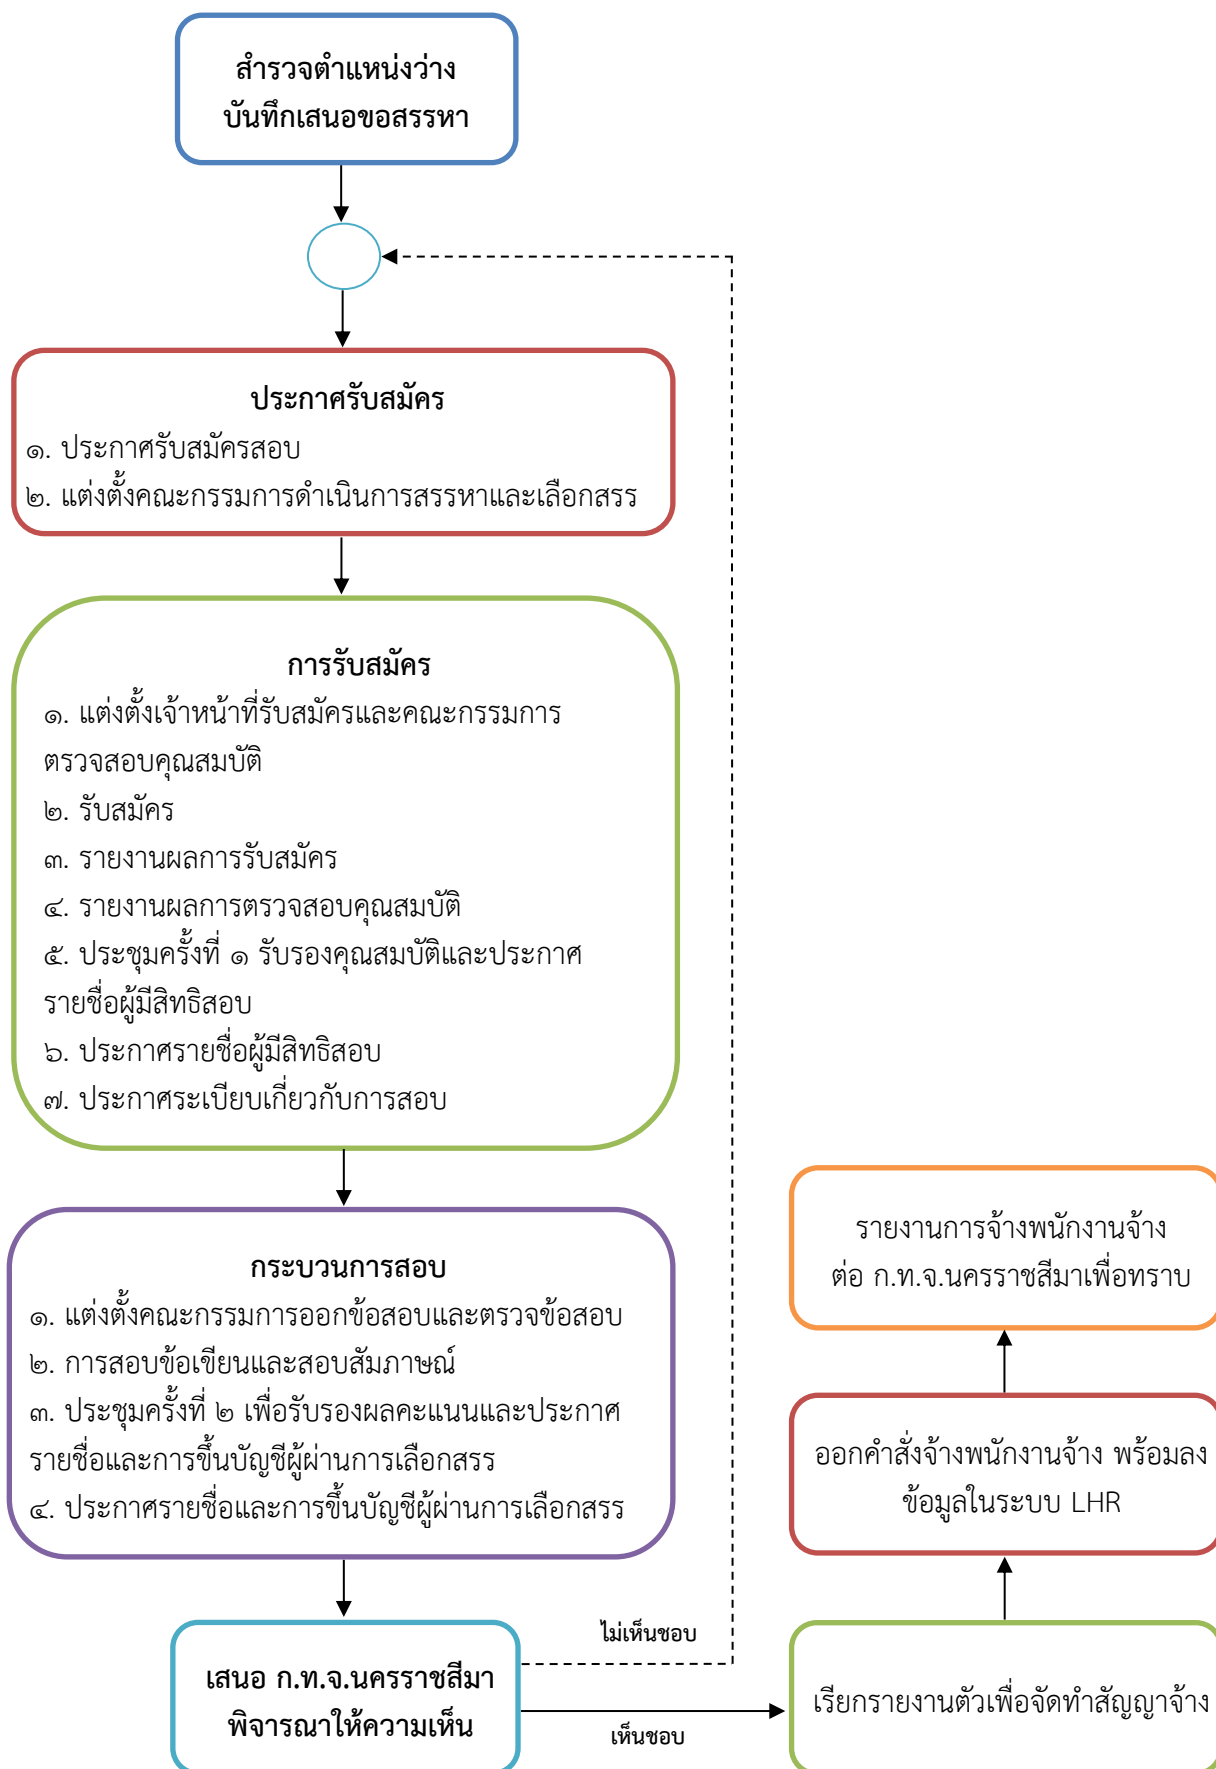 สำรวจตำแหน่งว่าง
บันทึกเสนอขอสรรหา
ประกาศรับสมัคร
๑. ประกาศรับสมัครสอบ
๒. แต่งตั้งคณะกรรมการดำเนินการสรรหาและเลือกสรร
การรับสมัคร
๑. แต่งตั้งเจ้าหน้าที่รับสมัครและคณะกรรมการ
ตรวจสอบคุณสมบัติ
๒. รับสมัคร
๓. รายงานผลการรับสมัคร
๔. รายงานผลการตรวจสอบคุณสมบัติ
๕. ประชุมครั้งที่ ๑ รับรองคุณสมบัติและประกาศ
รายชื่อผู้มีสิทธิสอบ
๖. ประกาศรายชื่อผู้มีสิทธิสอบ
๗. ประกาศระเบียบเกี่ยวกับการสอบ
กระบวนการสอบ
๑. แต่งตั้งคณะกรรมการออกข้อสอบและตรวจข้อสอบ
๒. การสอบข้อเขียนและสอบสัมภาษณ์
๓. ประชุมครั้งที่ ๒ เพื่อรับรองผลคะแนนและประกาศ
รายชื่อและการขึ้นบัญชีผู้ผ่านการเลือกสรร
๔. ประกาศรายชื่อและการขึ้นบัญชีผู้ผ่านการเลือกสรร
เสนอ ก.ท.จ.นครราชสีมา
พิจารณาให้ความเห็น
ไม่เห็นชอบ
เห็นชอบ
เรียกรายงานตัวเพื่อจัดทำสัญญาจ้าง
ออกคำสั่งจ้างพนักงานจ้าง พร้อมลง
ข้อมูลในระบบ LHR
รายงานการจ้างพนักงานจ้าง
ต่อ ก.ท.จ.นครราชสีมาเพื่อทราบ